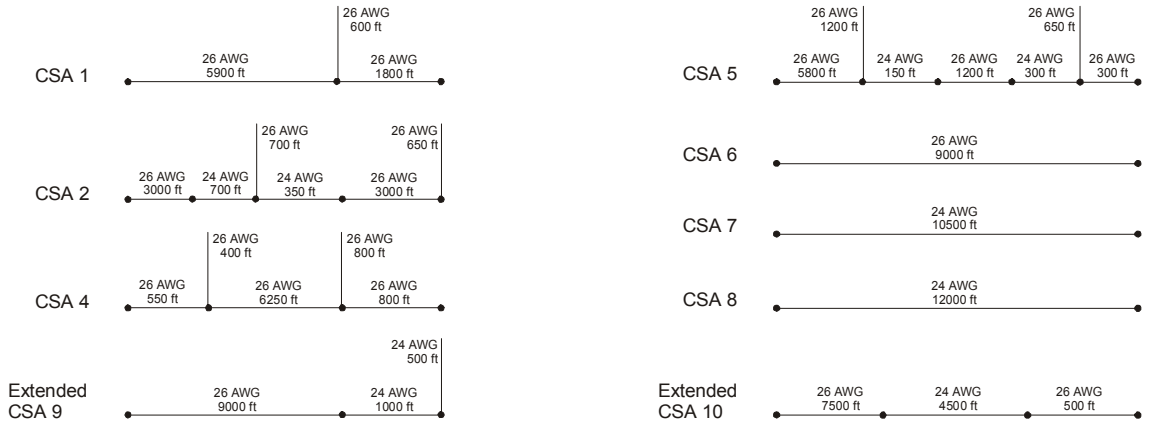 26 AWG
600 ft
26 AWG
5900 ft
26 AWG
1800 ft
CSA 1
26 AWG
700 ft
26 AWG
650 ft
26 AWG
3000 ft
24 AWG
700 ft
24 AWG
350 ft
26 AWG
3000 ft
CSA 2
26 AWG
400 ft
26 AWG
800 ft
26 AWG
550 ft
26 AWG
6250 ft
26 AWG
800 ft
CSA 4
24 AWG
500 ft
Extended
CSA 9
26 AWG
9000 ft
24 AWG
1000 ft
26 AWG
1200 ft
26 AWG
650 ft
CSA 5
26 AWG
5800 ft
24 AWG
150 ft
26 AWG
1200 ft
24 AWG
300 ft
26 AWG
300 ft
CSA 6
26 AWG
9000 ft
CSA 7
24 AWG
10500 ft
CSA 8
24 AWG
12000 ft
Extended
CSA 10
26 AWG
7500 ft
24 AWG
4500 ft
26 AWG
500 ft